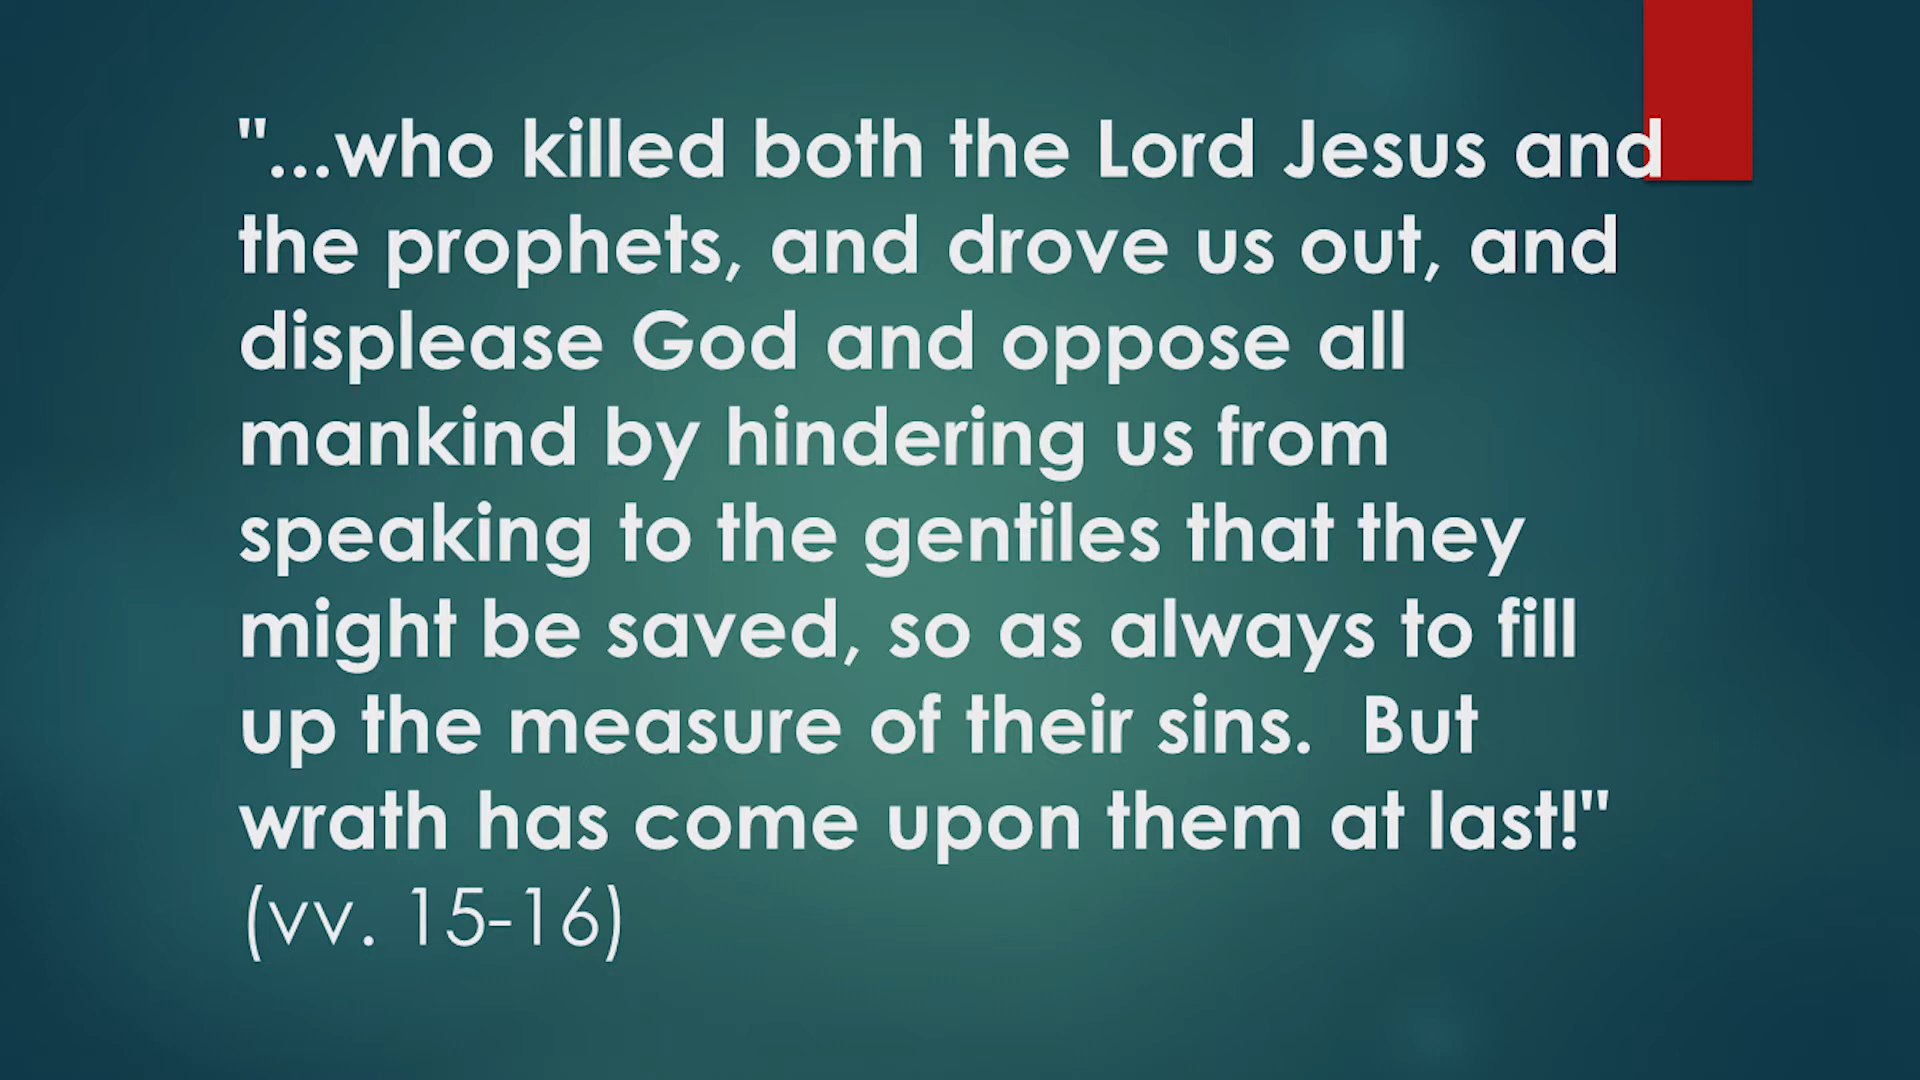 "...who killed both the Lord Jesus and
the prophets, and drove us out, and
displease God and oppose all
mankind by hindering us from
speaking to the gentiles that they
might be saved, so as always to fill
up the measure of their sins.  But
wrath has come upon them at last!"
(vv. 15-16)